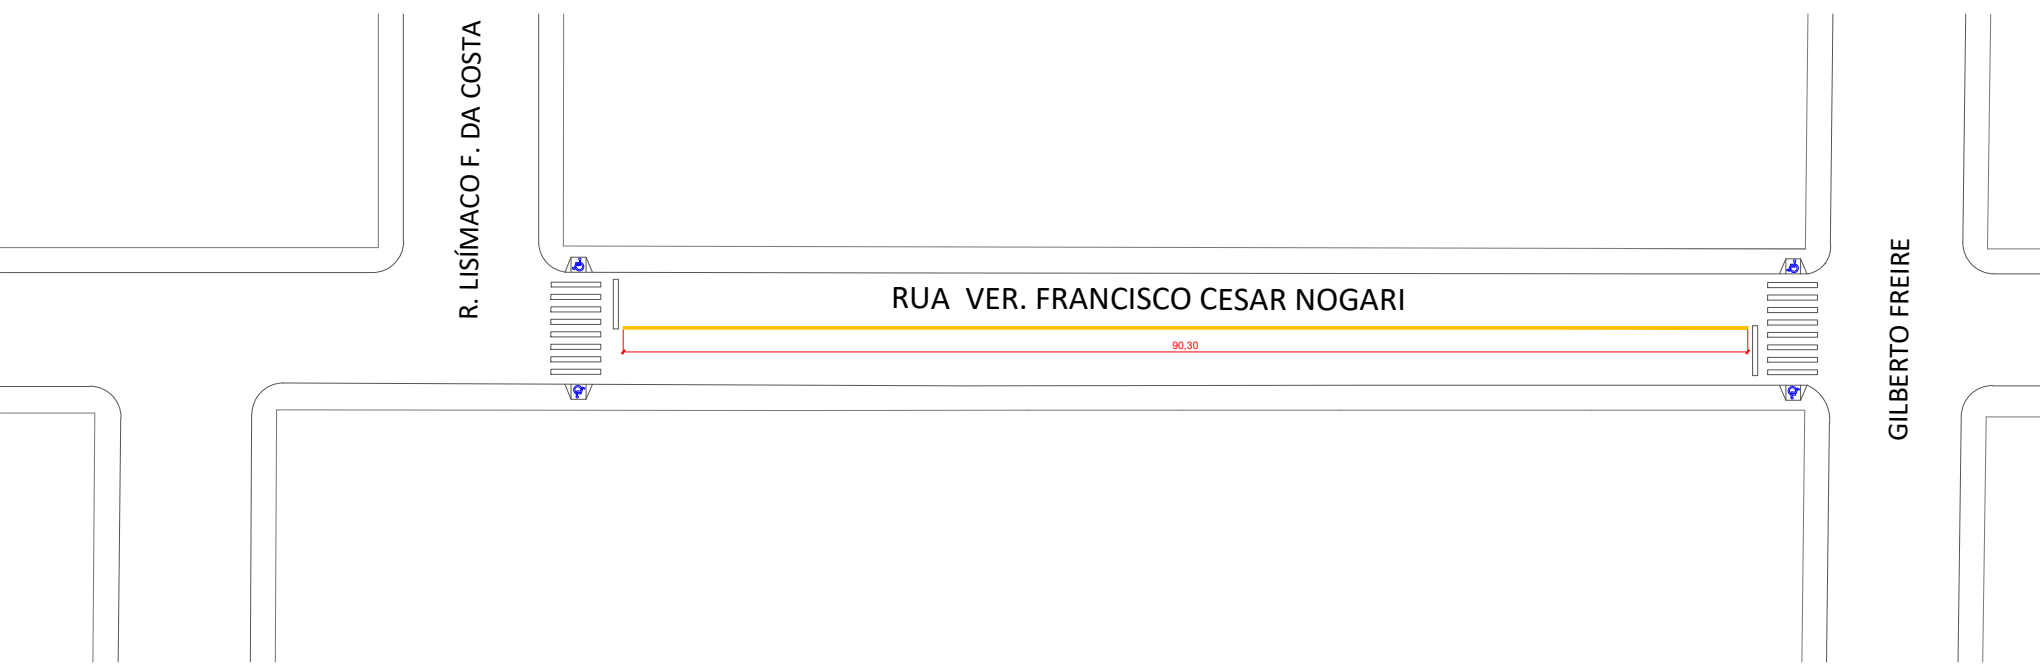 R. LISÍMACO F. DA COSTA
RUA VER. FRANCISCO CESAR NOGARI
90,30
GILBERTO FREIRE